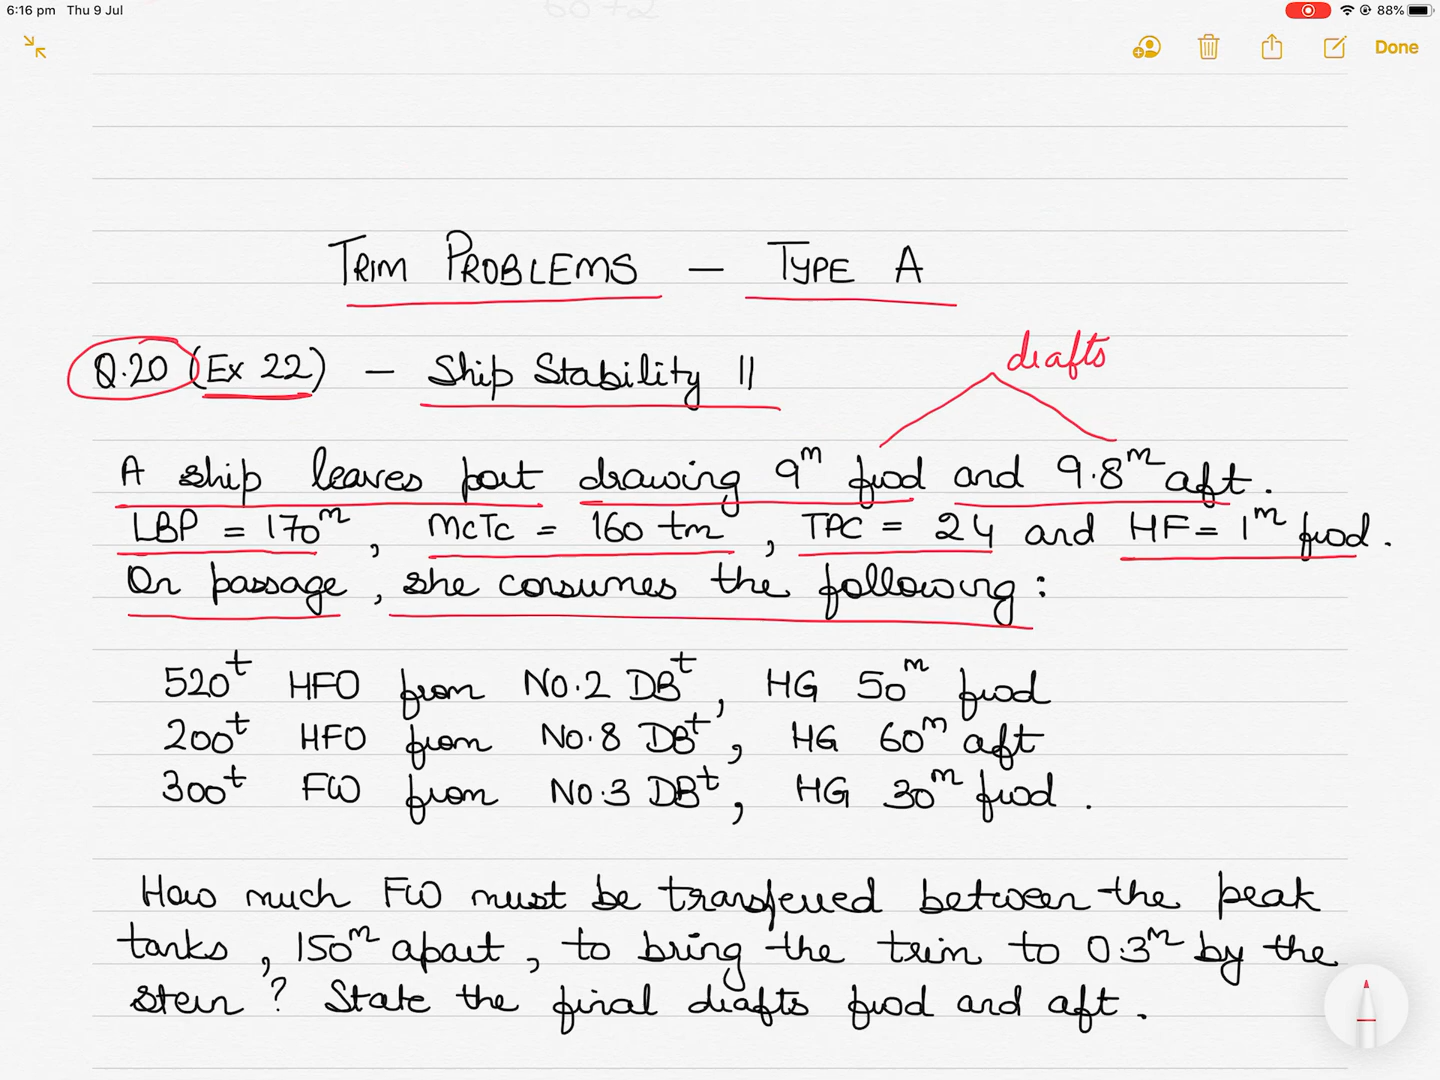 6:16 pm Thu 9 Jul 88%
Done
TRIM PROBLEMS — TYPE A
drafts
Q.20 (Ex 22) – Ship Stability II
A ship leaves port drawing 9m fwd and 9.8m aft.
LBP = 170m, MCTC = 160 tm, TPC = 24 and HF = 1m fwd.
On passage, she consumes the following:
520t HFO from NO.2 DBt, HG 50m fwd
200t HFO from NO.8 DBt, HG 60m aft
300t FW from NO.3 DBt, HG 30m fwd.
How much FW must be transferred between the peak
tanks, 150m apart, to bring the trim to 0.3m by the
stern? State the final drafts fwd and aft.